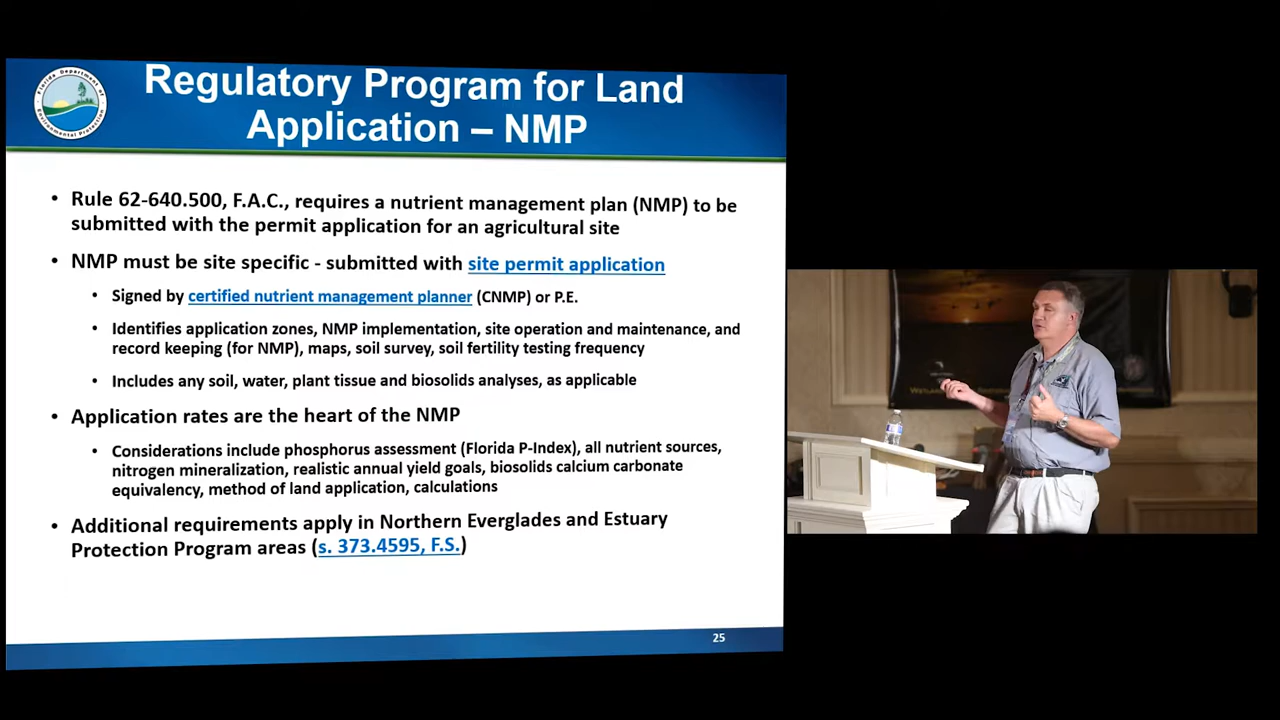 Regulatory Program for Land
Application – NMP
Florida Department of
Environmental Protection
• Rule 62-640.500, F.A.C., requires a nutrient management plan (NMP) to be
submitted with the permit application for an agricultural site
• NMP must be site specific - submitted with site permit application
• Signed by certified nutrient management planner (CNMP) or P.E.
• Identifies application zones, NMP implementation, site operation and maintenance, and
record keeping (for NMP), maps, soil survey, soil fertility testing frequency
• Includes any soil, water, plant tissue and biosolids analyses, as applicable
• Application rates are the heart of the NMP
• Considerations include phosphorus assessment (Florida P-Index), all nutrient sources,
nitrogen mineralization, realistic annual yield goals, biosolids calcium carbonate
equivalency, method of land application, calculations
• Additional requirements apply in Northern Everglades and Estuary
Protection Program areas (s. 373.4595, F.S.)
25